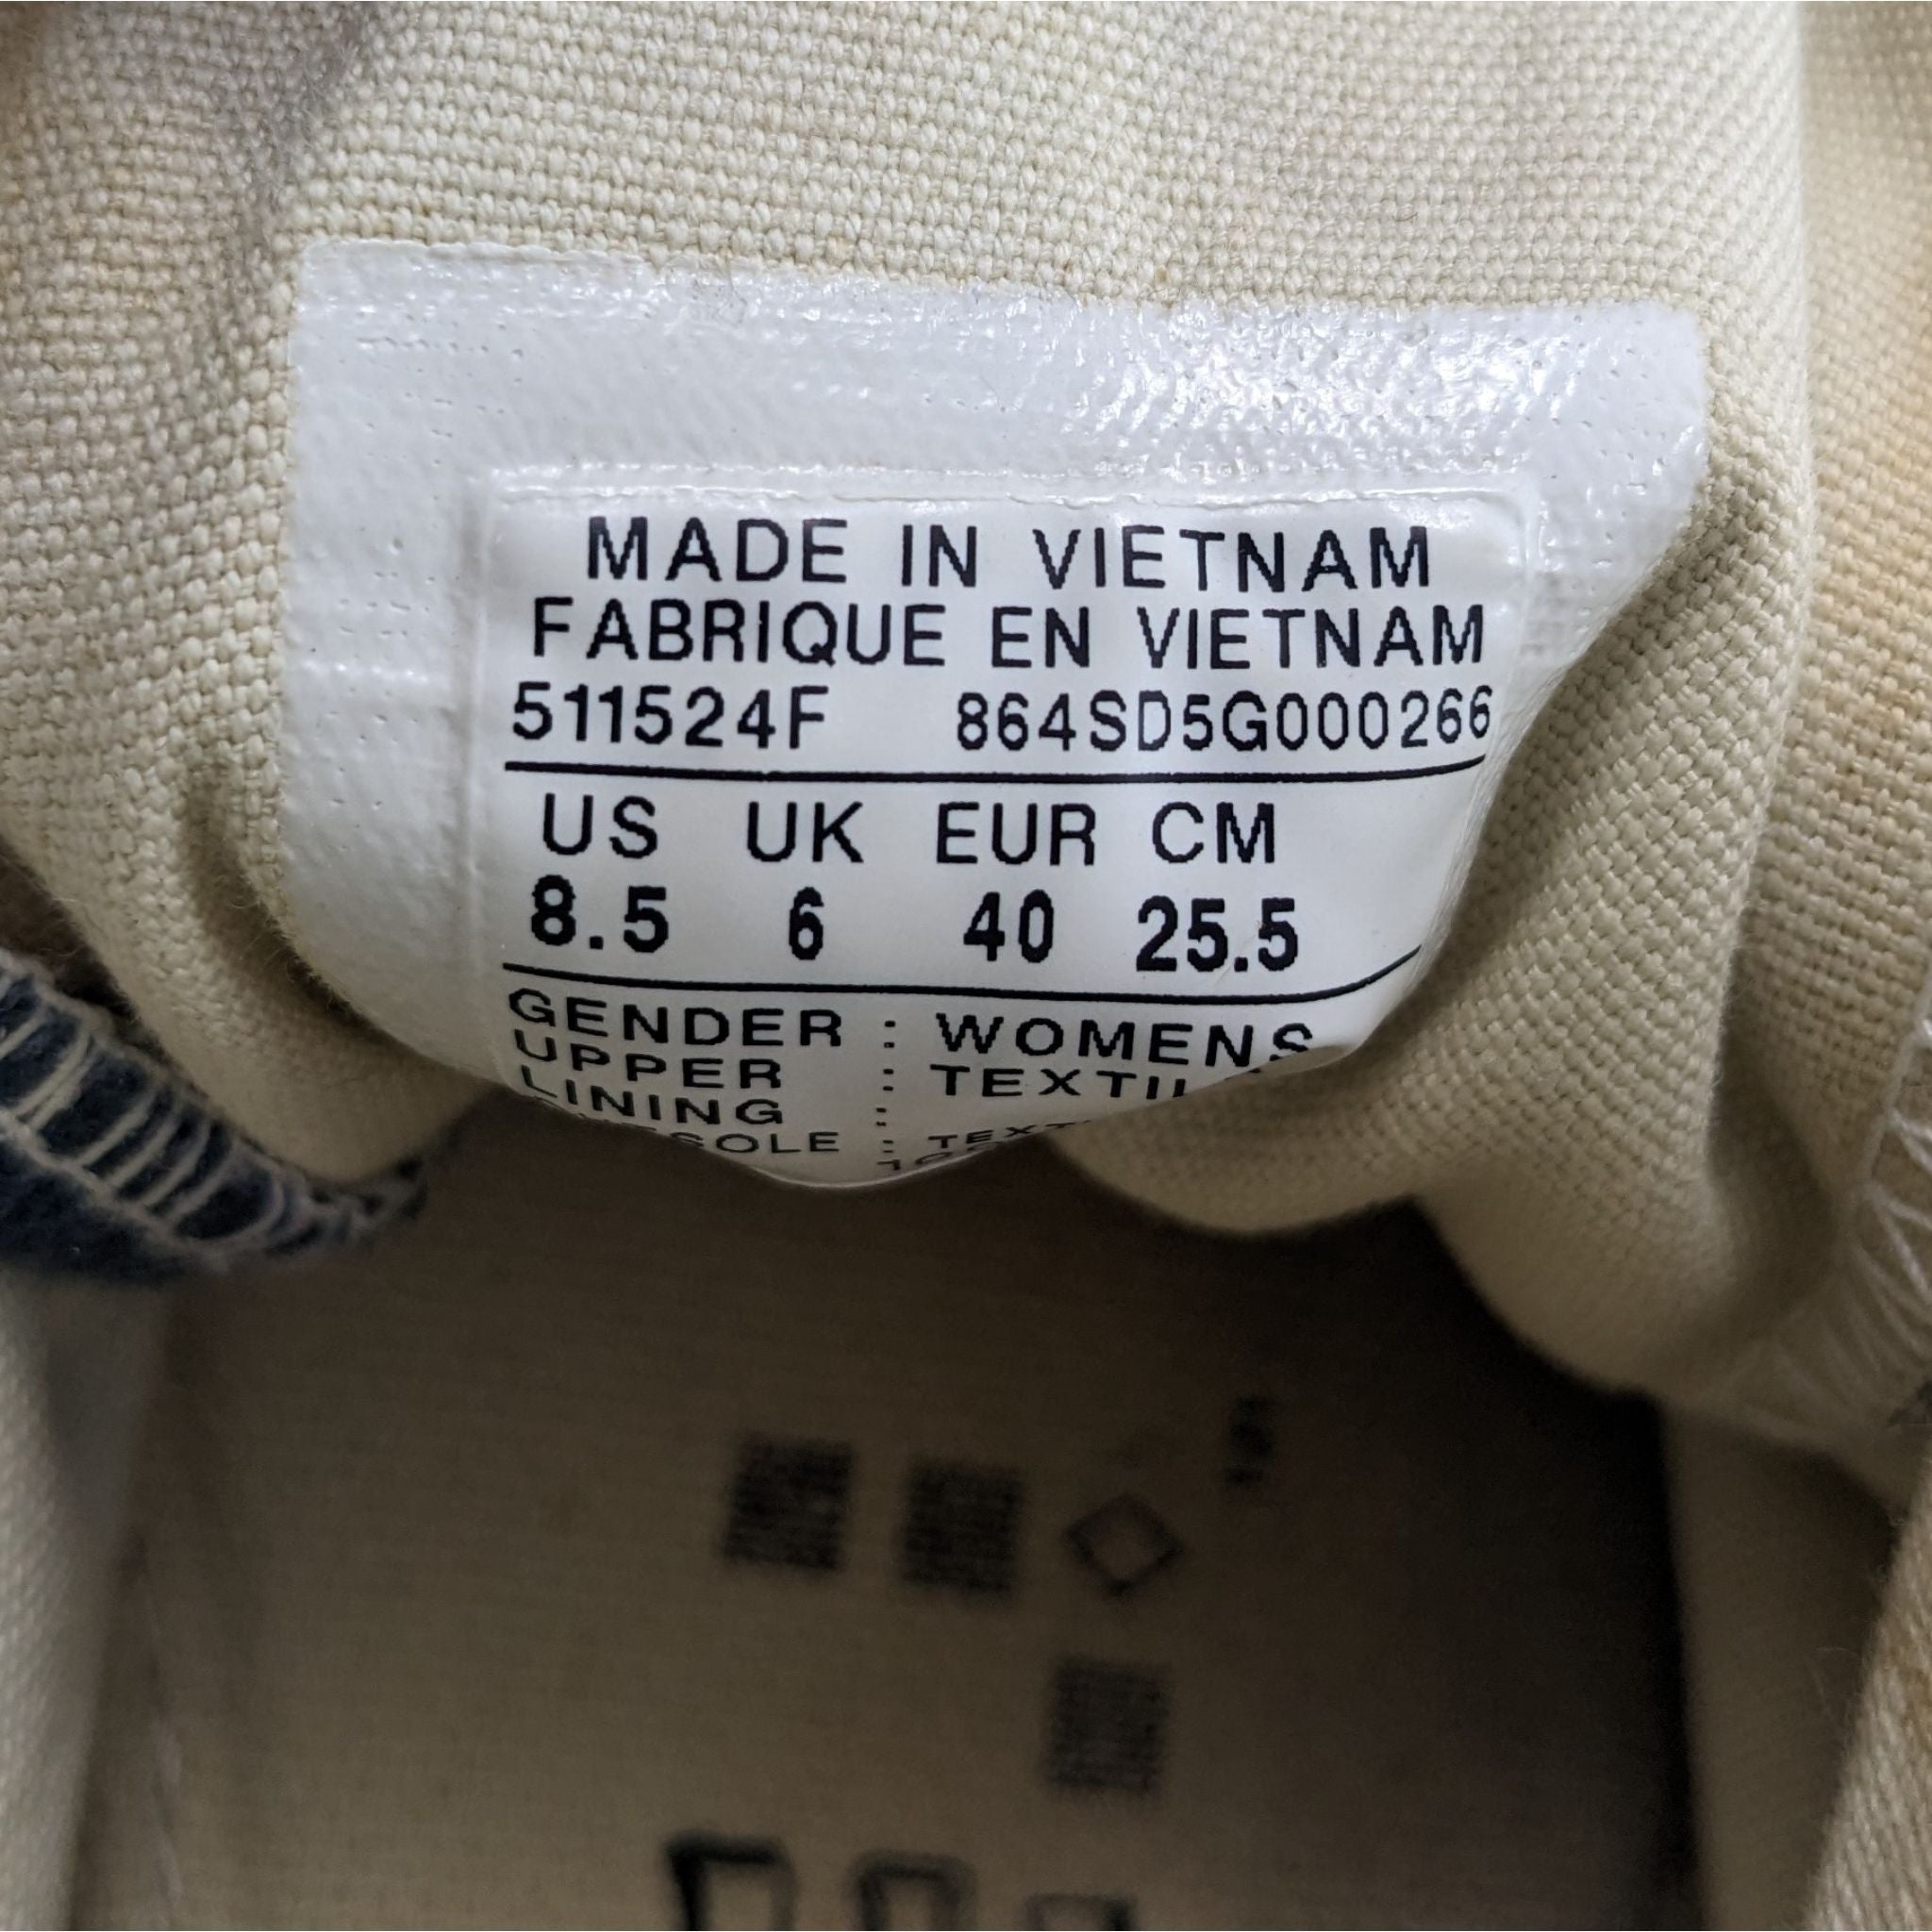 MADE IN VIETNAM
FABRIQUE EN VIETNAM
511524F 864SD5G000266
US UK EUR CM
8.5 6 40 25.5
GENDER : WOMENS
UPPER :
LINING :